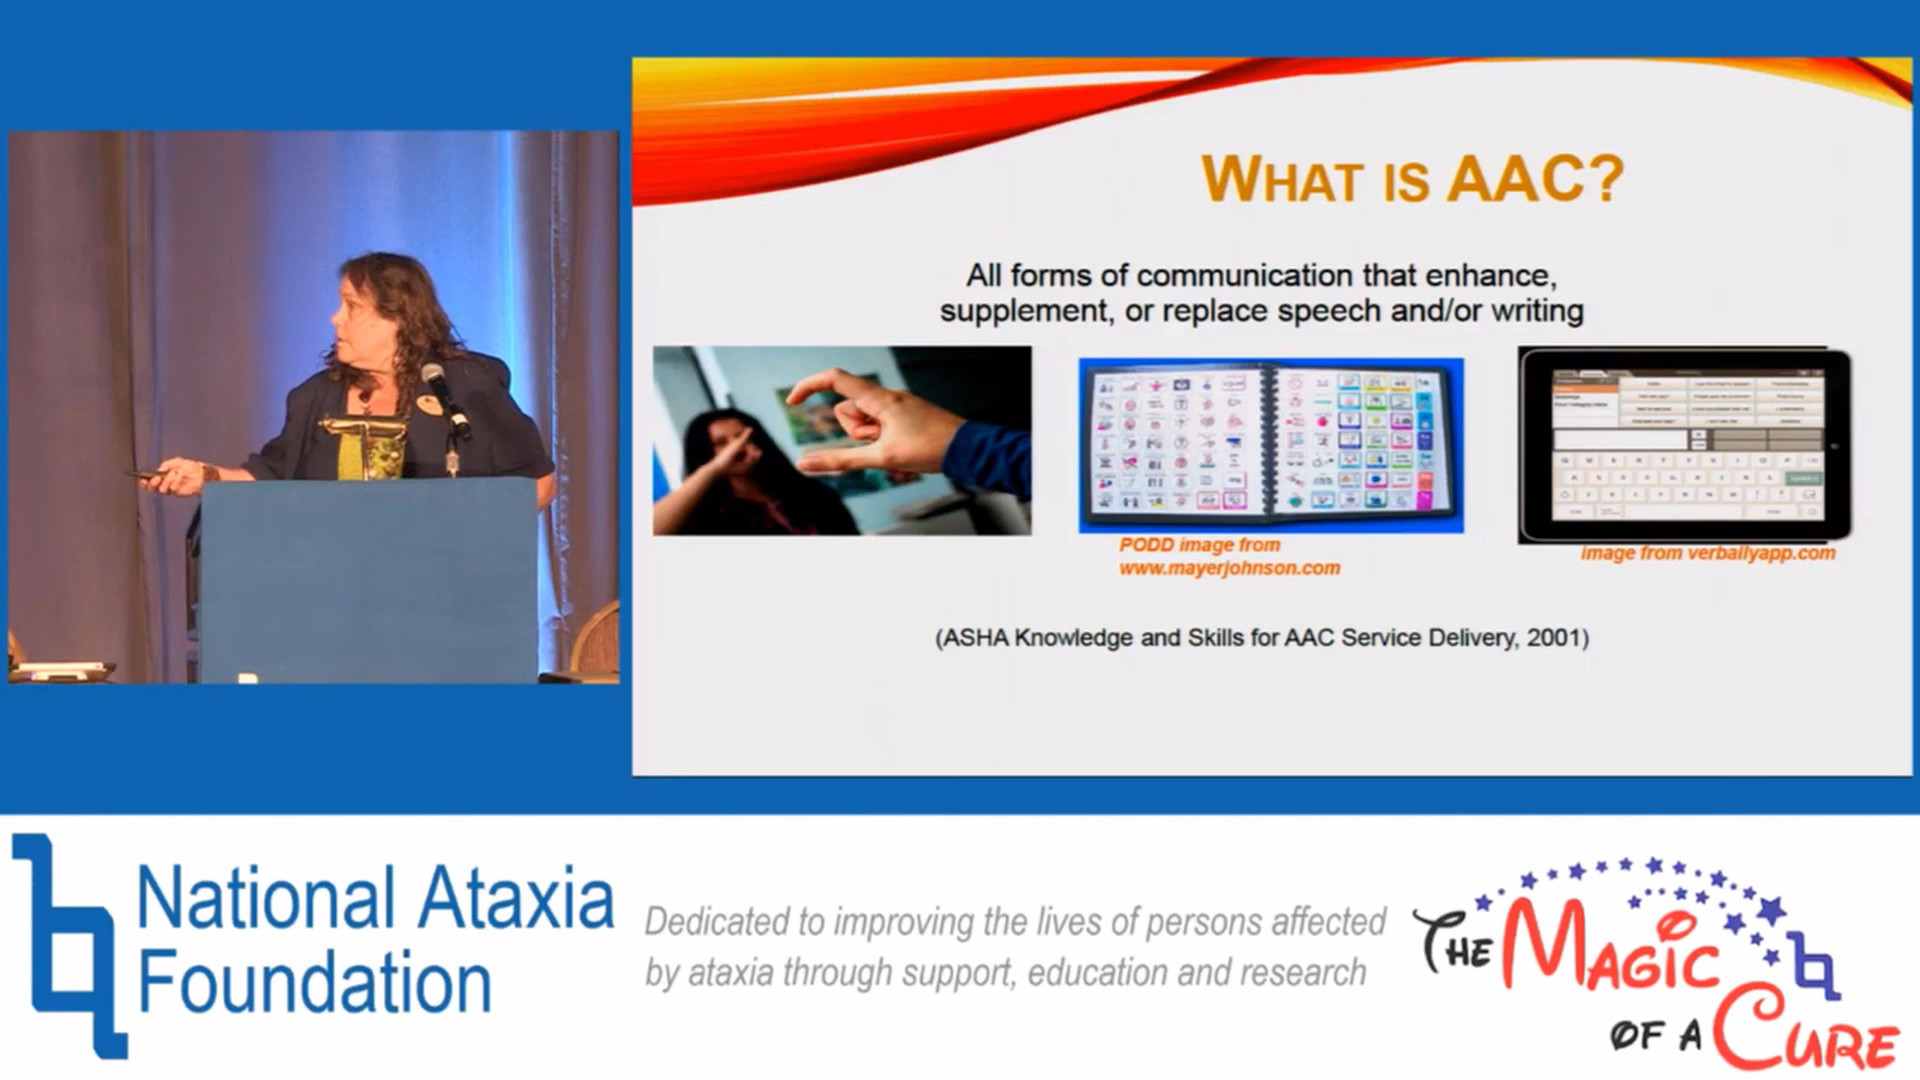 WHAT IS AAC?
All forms of communication that enhance,
supplement, or replace speech and/or writing
PODD image from
www.mayerjohnson.com
image from verballyapp.com
(ASHA Knowledge and Skills for AAC Service Delivery, 2001)
National Ataxia
Foundation
Dedicated to improving the lives of persons affected
by ataxia through support, education and research
THE MAGIC
OF A CURE